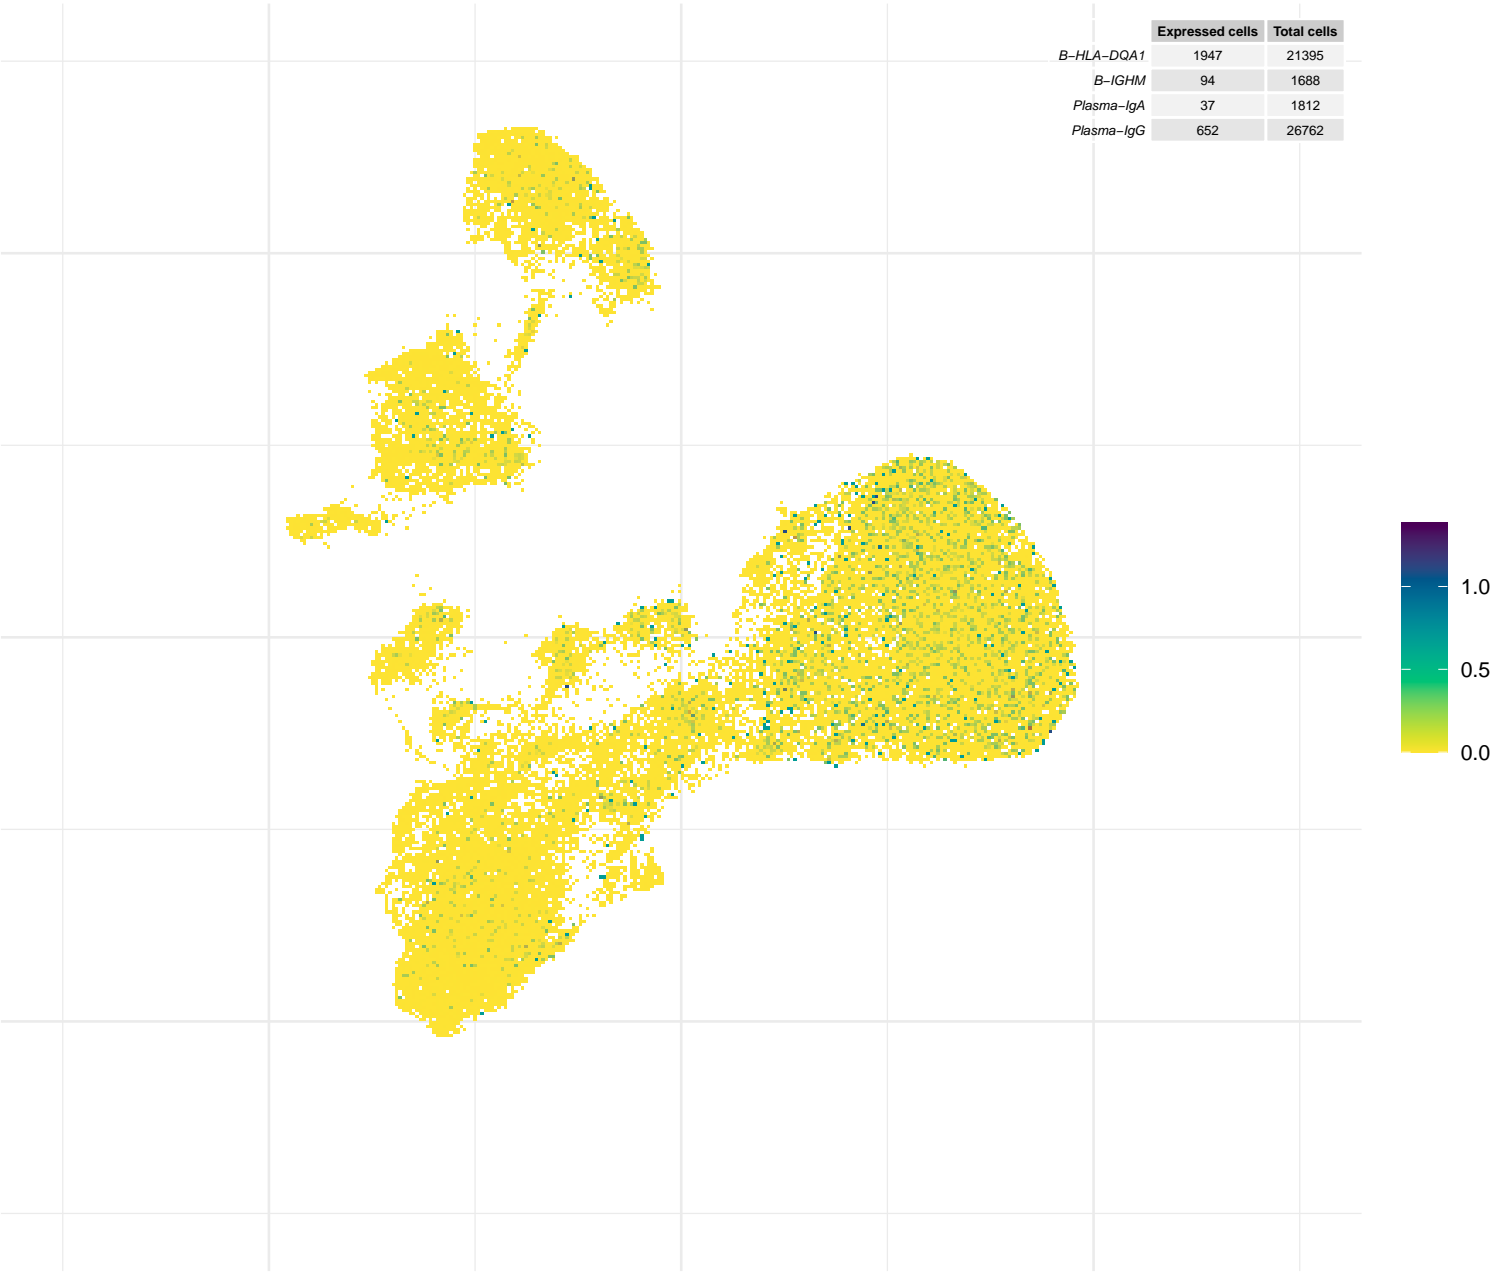 Expressed cells Total cells
B−HLA−DQA1 1947 21395
B−IGHM 94 1688
Plasma−IgA 37 1812
Plasma−IgG 652 26762
1.0
0.5
0.0